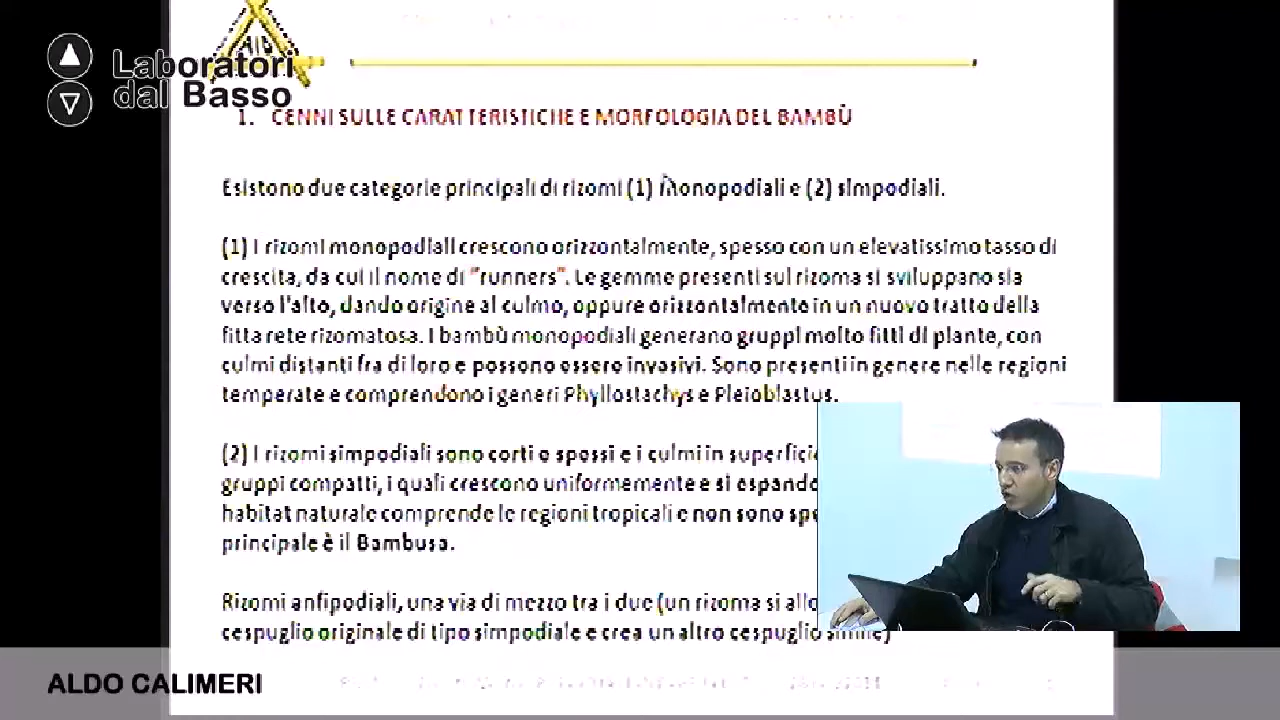 AIB
Laboratori
dal Basso
1. CENNI SULLE CARATTERISTICHE E MORFOLOGIA DEL BAMBÙ
Esistono due categorie principali di rizomi (1) monopodiali e (2) simpodiali.
(1) I rizomi monopodiali crescono orizzontalmente, spesso con un elevatissimo tasso di
crescita, da cui il nome di "runners". Le gemme presenti sul rizoma si sviluppano sia
verso l'alto, dando origine al culmo, oppure orizzontalmente in un nuovo tratto della
fitta rete rizomatosa. I bambù monopodiali generano gruppi molto fitti di piante, con
culmi distanti fra di loro e possono essere invasivi. Sono presenti in genere nelle regioni
temperate e comprendono i generi Phyllostachys e Pleioblastus.
(2) I rizomi simpodiali sono corti e spessi e i culmi in superfici
gruppi compatti, i quali crescono uniformemente e si espando
habitat naturale comprende le regioni tropicali e non sono spe
principale è il Bambusa.
Rizomi anfipodiali, una via di mezzo tra i due (un rizoma si allo
cespuglio originale di tipo simpodiale e crea un altro cespuglio simile)
ALDO CALIMERI